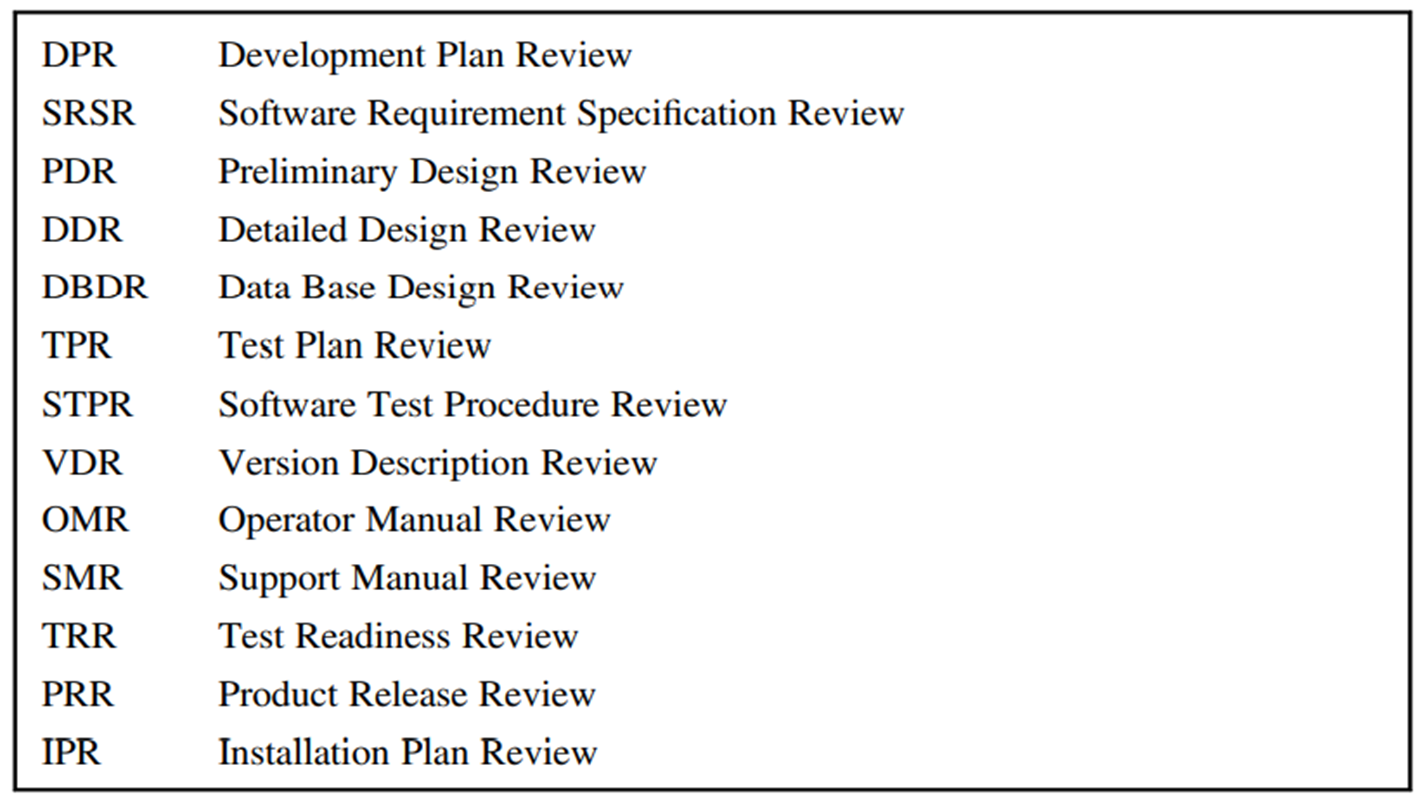 DPR Development Plan Review
SRSR Software Requirement Specification Review
PDR Preliminary Design Review
DDR Detailed Design Review
DBDR Data Base Design Review
TPR Test Plan Review
STPR Software Test Procedure Review
VDR Version Description Review
OMR Operator Manual Review
SMR Support Manual Review
TRR Test Readiness Review
PRR Product Release Review
IPR Installation Plan Review